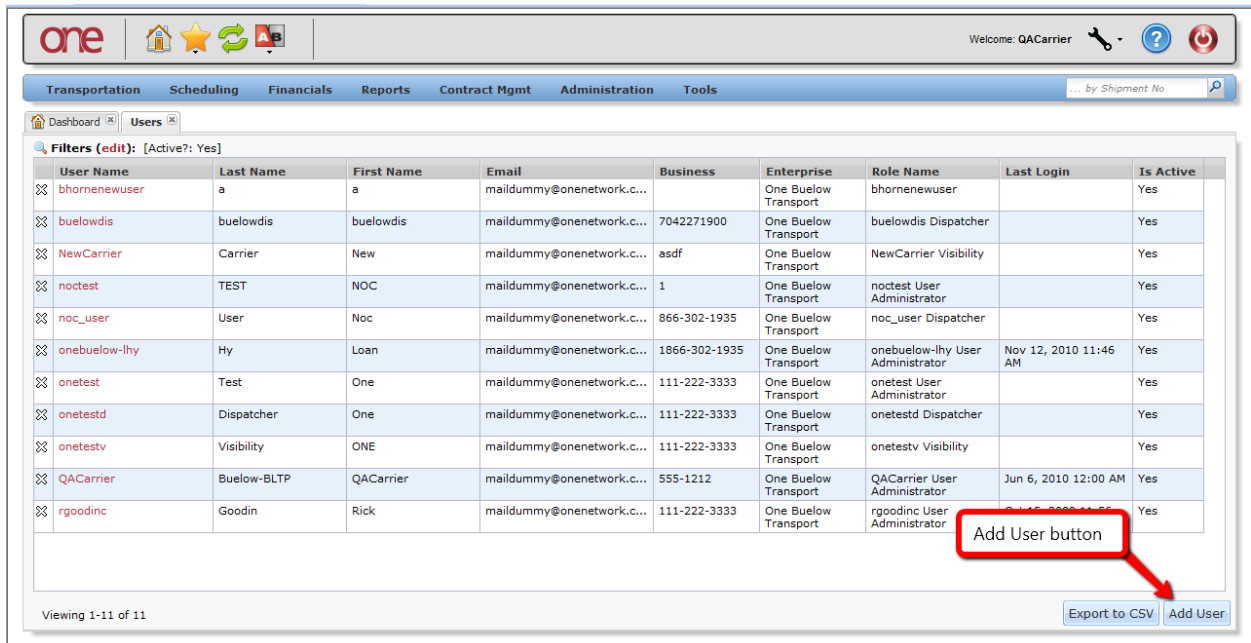 one
AB
Welcome: QACarrier
?
Transportation Scheduling Financials Reports Contract Mgmt Administration Tools
... by Shipment No
Dashboard Users
Filters (edit): [Active?: Yes]
User Name Last Name First Name Email Business Enterprise Role Name Last Login Is Active
bhornenewuser a a maildummy@onenetwork.c... One Buelow bhornenewuser Yes
Transport
buelowdis buelowdis buelowdis maildummy@onenetwork.c... 7042271900 One Buelow buelowdis Dispatcher Yes
Transport
NewCarrier Carrier New maildummy@onenetwork.c... asdf One Buelow NewCarrier Visibility Yes
Transport
noctest TEST NOC maildummy@onenetwork.c... 1 One Buelow noctest User Yes
Transport Administrator
noc_user User Noc maildummy@onenetwork.c... 866-302-1935 One Buelow noc_user Dispatcher Yes
Transport
onebuelow-lhy Hy Loan maildummy@onenetwork.c... 1866-302-1935 One Buelow onebuelow-lhy User Nov 12, 2010 11:46 Yes
Transport Administrator AM
onetest Test One maildummy@onenetwork.c... 111-222-3333 One Buelow onetest User Yes
Transport Administrator
onetestd Dispatcher One maildummy@onenetwork.c... 111-222-3333 One Buelow onetestd Dispatcher Yes
Transport
onetestv Visibility ONE maildummy@onenetwork.c... 111-222-3333 One Buelow onetestv Visibility Yes
Transport
QACarrier Buelow-BLTP QACarrier maildummy@onenetwork.c... 555-1212 One Buelow QACarrier User Jun 6, 2010 12:00 AM Yes
Transport Administrator
rgoodinc Goodin Rick maildummy@onenetwork.c... 111-222-3333 One Buelow rgoodinc User Yes
Transport Administrator
Add User button
Viewing 1-11 of 11
Export to CSV Add User